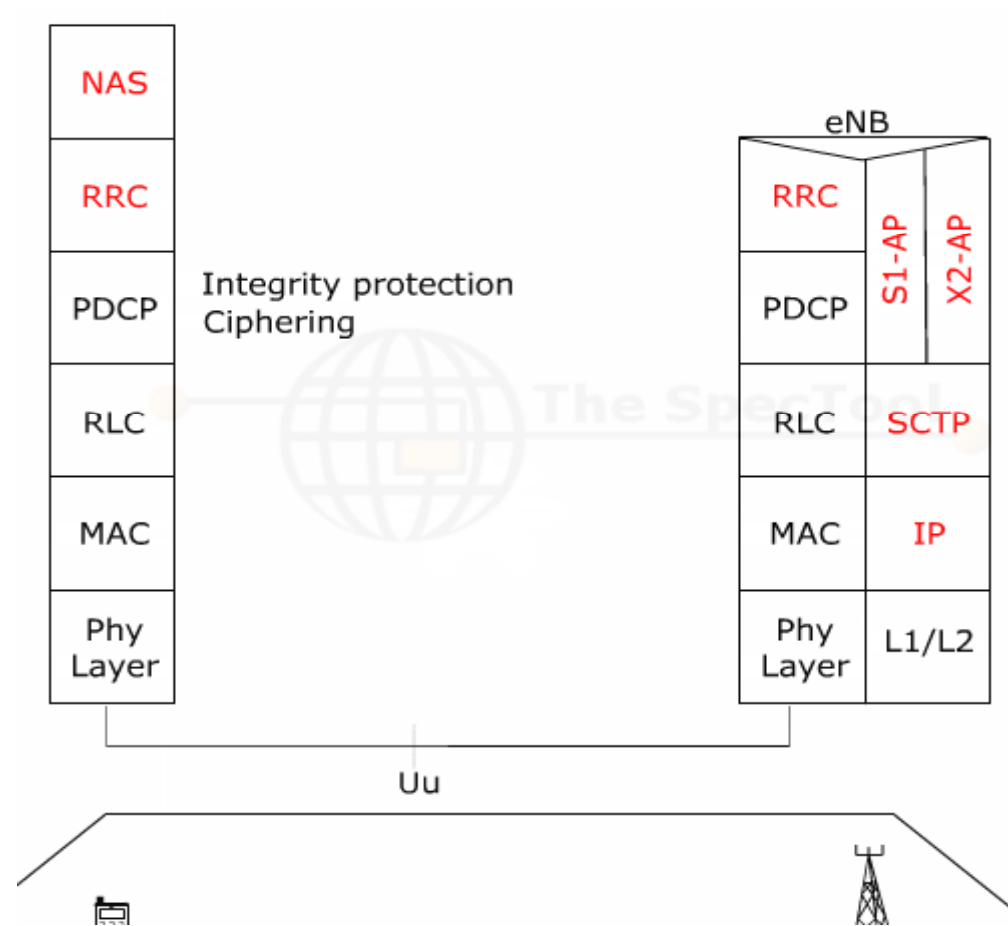 NAS
RRC
PDCP
Integrity protection
Ciphering
RLC
MAC
Phy
Layer
eNB
RRC
PDCP
S1-AP
X2-AP
RLC
SCTP
MAC
IP
Phy
Layer
L1/L2
The SpecTool
Uu